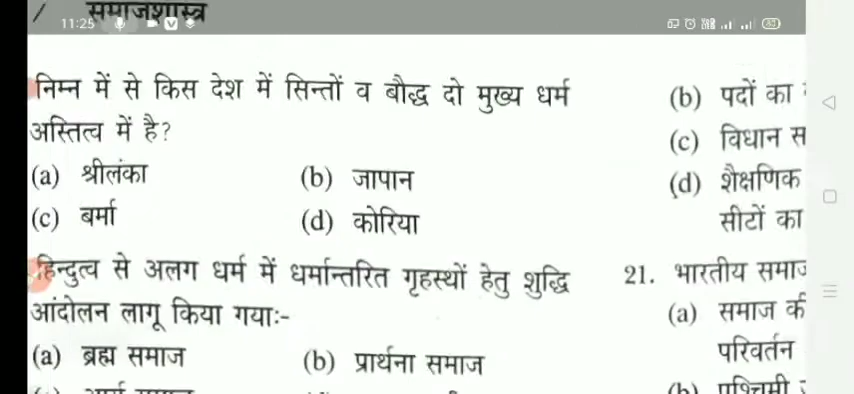 समाजशास्त्र
11:25
निम्न में से किस देश में सिन्तों व बौद्ध दो मुख्य धर्म
अस्तित्व में है?
(a) श्रीलंका (b) जापान
(c) बर्मा (d) कोरिया
हिन्दुत्व से अलग धर्म में धर्मान्तरित गृहस्थों हेतु शुद्धि
आंदोलन लागू किया गयाः-
(a) ब्रह्म समाज (b) प्रार्थना समाज
(b) पदों का
(c) विधान स
(d) शैक्षणिक
सीटों का
21. भारतीय समाज
(a) समाज की
परिवर्तन
(b) पश्चिमी